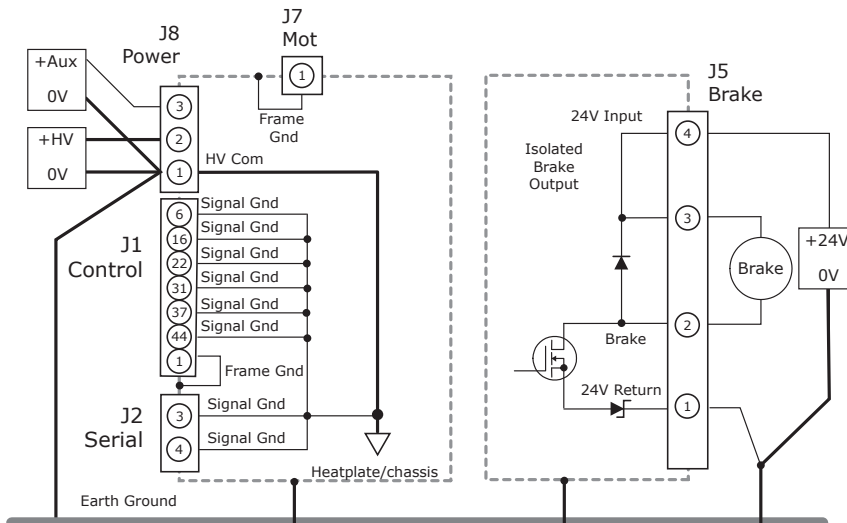 J8
Power
J7
Mot
+Aux
0V
+HV
0V
3
2
1
1
Frame
Gnd
HV Com
J1
Control
6
16
22
31
37
44
1
Signal Gnd
Signal Gnd
Signal Gnd
Signal Gnd
Signal Gnd
Signal Gnd
Frame Gnd
J2
Serial
3
4
Signal Gnd
Signal Gnd
Heatplate/chassis
Earth Ground
J5
Brake
24V Input
Isolated
Brake
Output
4
3
2
1
Brake
24V Return
Brake
+24V
0V